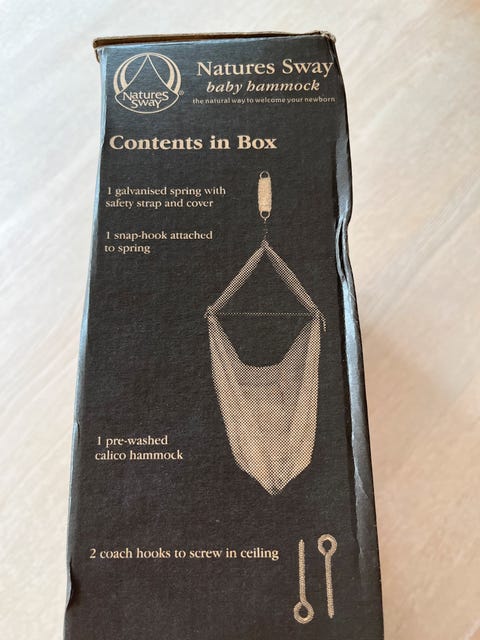 Natures
Sway
Natures Sway
baby hammock
the natural way to welcome your newborn
Contents in Box
1 galvanised spring with
safety strap and cover
1 snap-hook attached
to spring
1 pre-washed
calico hammock
2 coach hooks to screw in ceiling